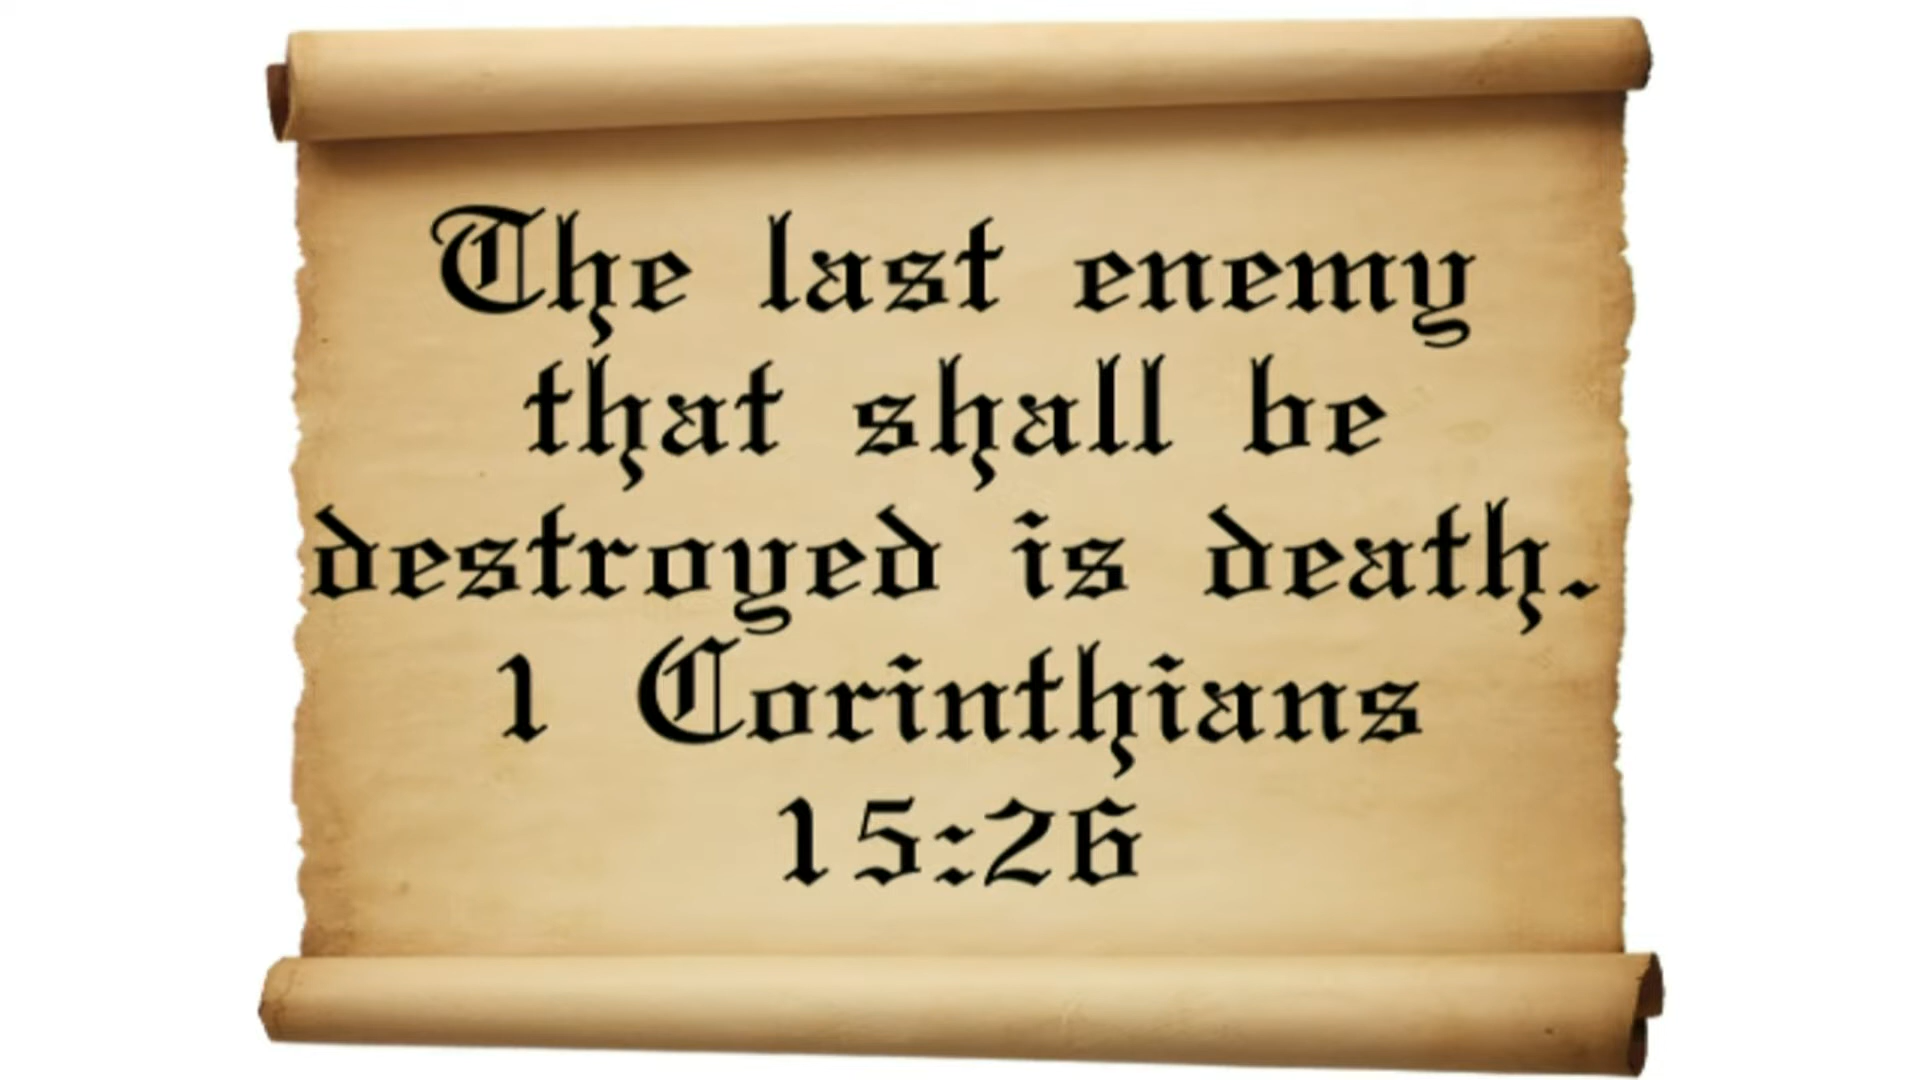 The last enemy
that shall be
destroyed is death.
1 Corinthians
15:26